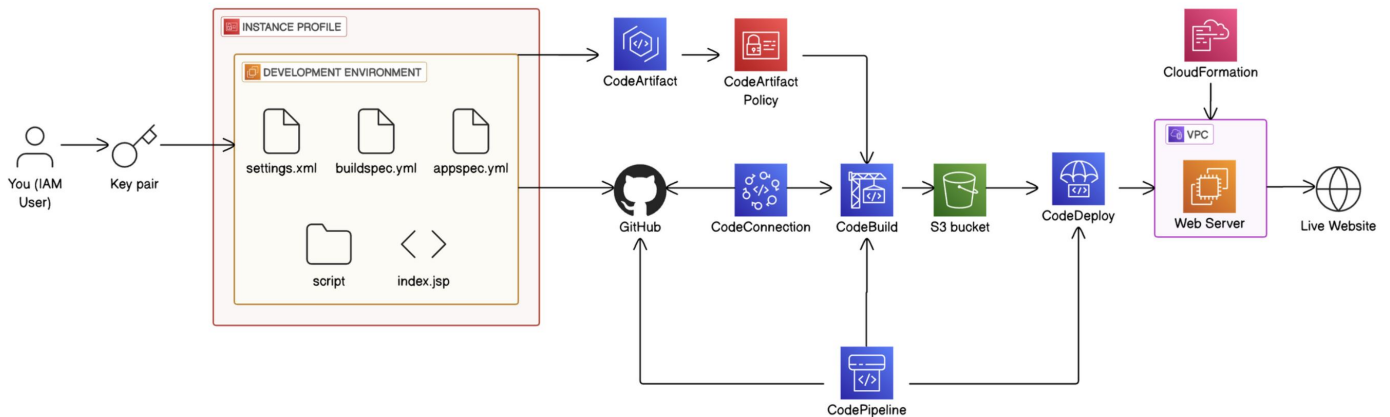 INSTANCE PROFILE
DEVELOPMENT ENVIRONMENT
settings.xml
buildspec.yml
appspec.yml
script
index.jsp
You (IAM
User)
Key pair
CodeArtifact
CodeArtifact
Policy
GitHub
CodeConnection
CodeBuild
S3 bucket
CodeDeploy
CloudFormation
VPC
Web Server
Live Website
CodePipeline